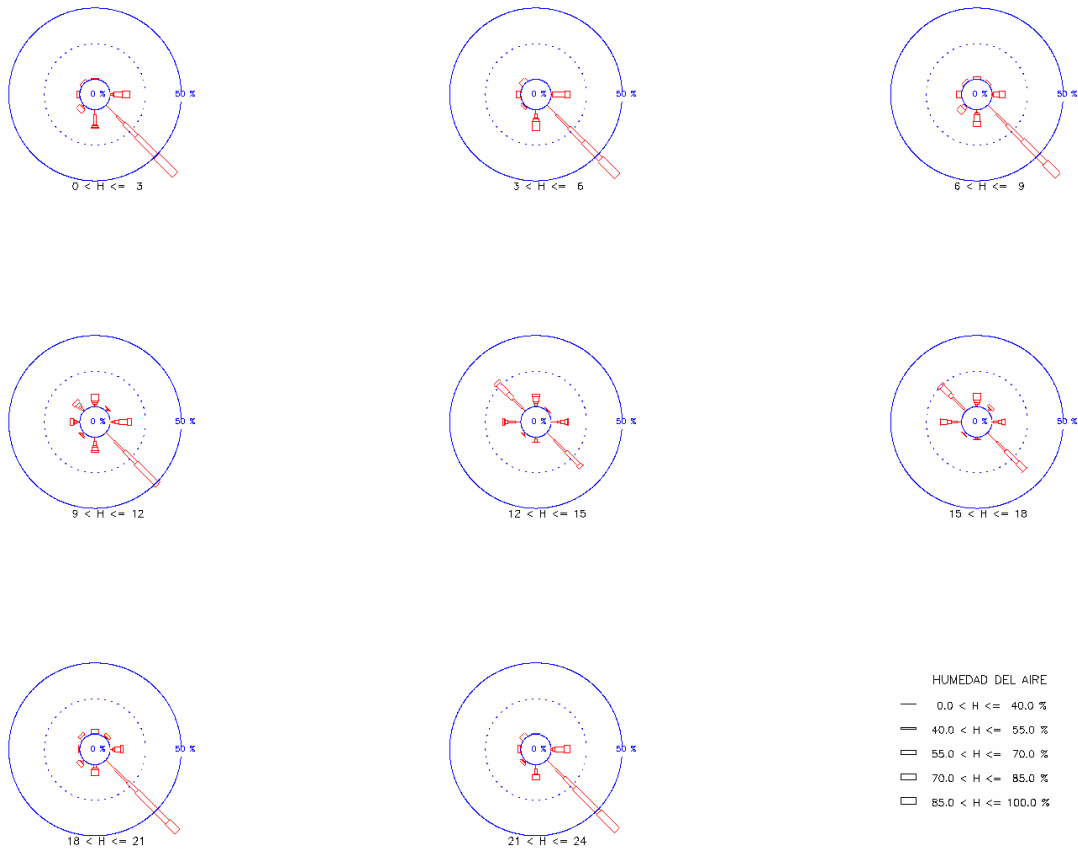 0 % 50 %
0 < H <= 3
0 % 50 %
3 < H <= 6
0 % 50 %
6 < H <= 9
0 % 50 %
9 < H <= 12
0 % 50 %
12 < H <= 15
0 % 50 %
15 < H <= 18
0 % 50 %
18 < H <= 21
0 % 50 %
21 < H <= 24
HUMEDAD DEL AIRE
0.0 < H <= 40.0 %
40.0 < H <= 55.0 %
55.0 < H <= 70.0 %
70.0 < H <= 85.0 %
85.0 < H <= 100.0 %